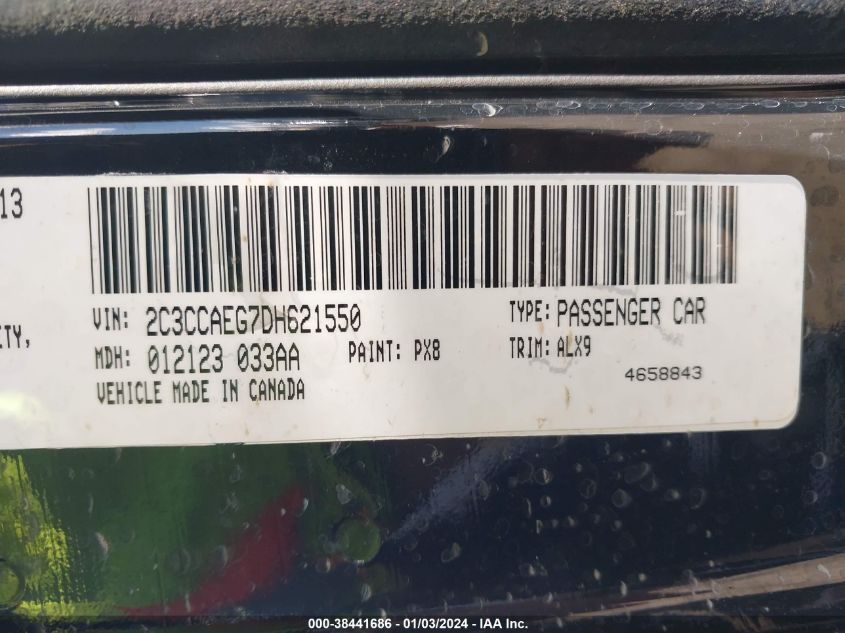 13
ITY,
VIN: 2C3CCAEG7DH621550 TYPE: PASSENGER CAR
MDH: 012123 033AA PAINT: PX8 TRIM: ALX9
4658843
VEHICLE MADE IN CANADA
000-38441686 - 01/03/2024 - IAA Inc.